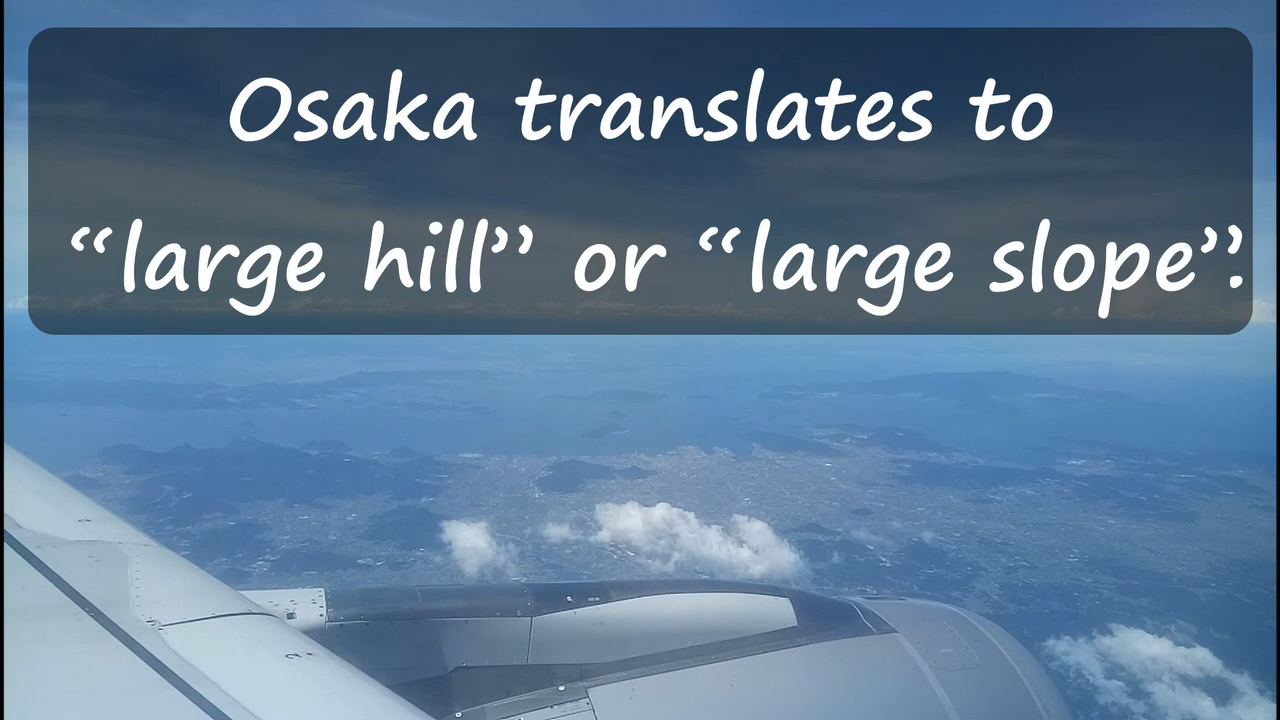 Osaka translates to
“large hill” or “large slope”.